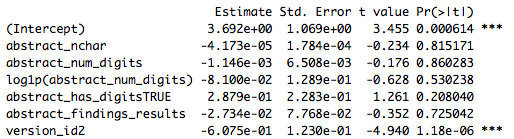 Estimate Std. Error t value Pr(>|t|)
(Intercept) 3.692e+00 1.069e+00 3.455 0.000614 ***
abstract_nchar -4.173e-05 1.784e-04 -0.234 0.815171
abstract_num_digits -1.146e-03 6.508e-03 -0.176 0.860283
log1p(abstract_num_digits) -8.100e-02 1.289e-01 -0.628 0.530238
abstract_has_digitsTRUE 2.879e-01 2.283e-01 1.261 0.208040
abstract_findings_results -2.734e-02 7.768e-02 -0.352 0.725042
version_id2 -6.075e-01 1.230e-01 -4.940 1.18e-06 ***